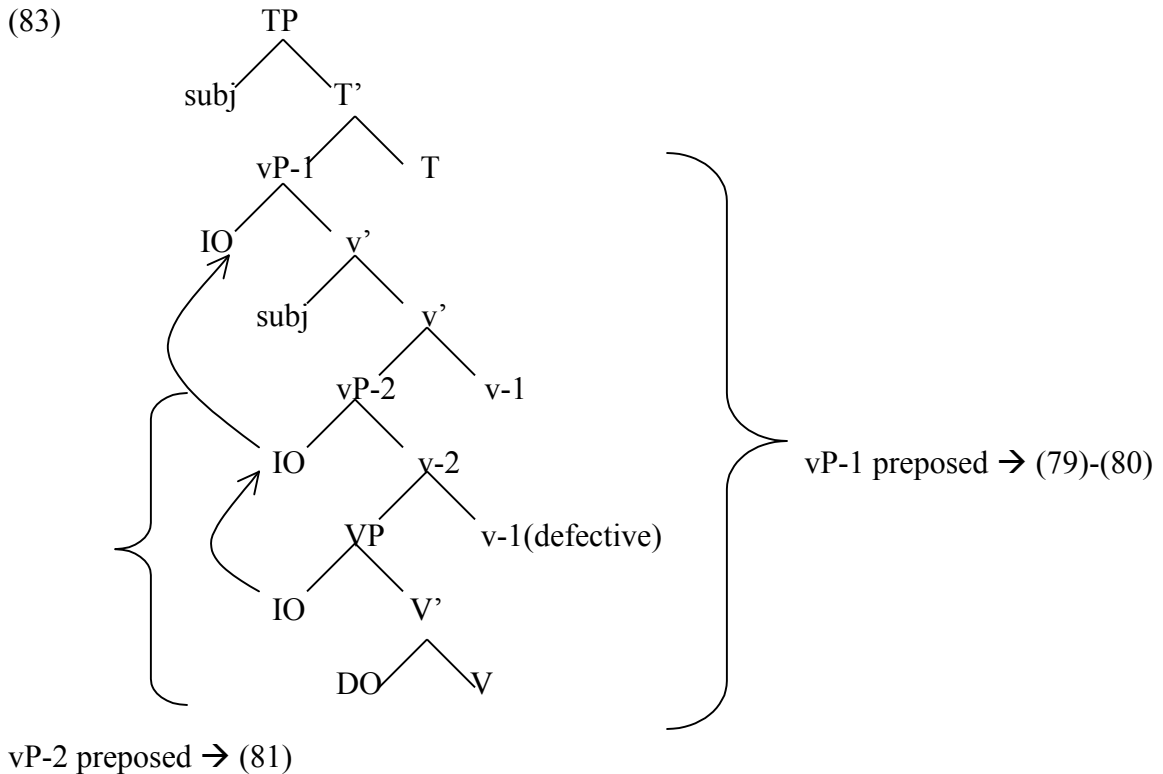 (83) TP
subj T’
vP-1 T
IO v’
subj v’
vP-2 v-1
IO v-2
vP-1 preposed → (79)-(80)
VP v-1(defective)
IO V’
DO V
vP-2 preposed → (81)